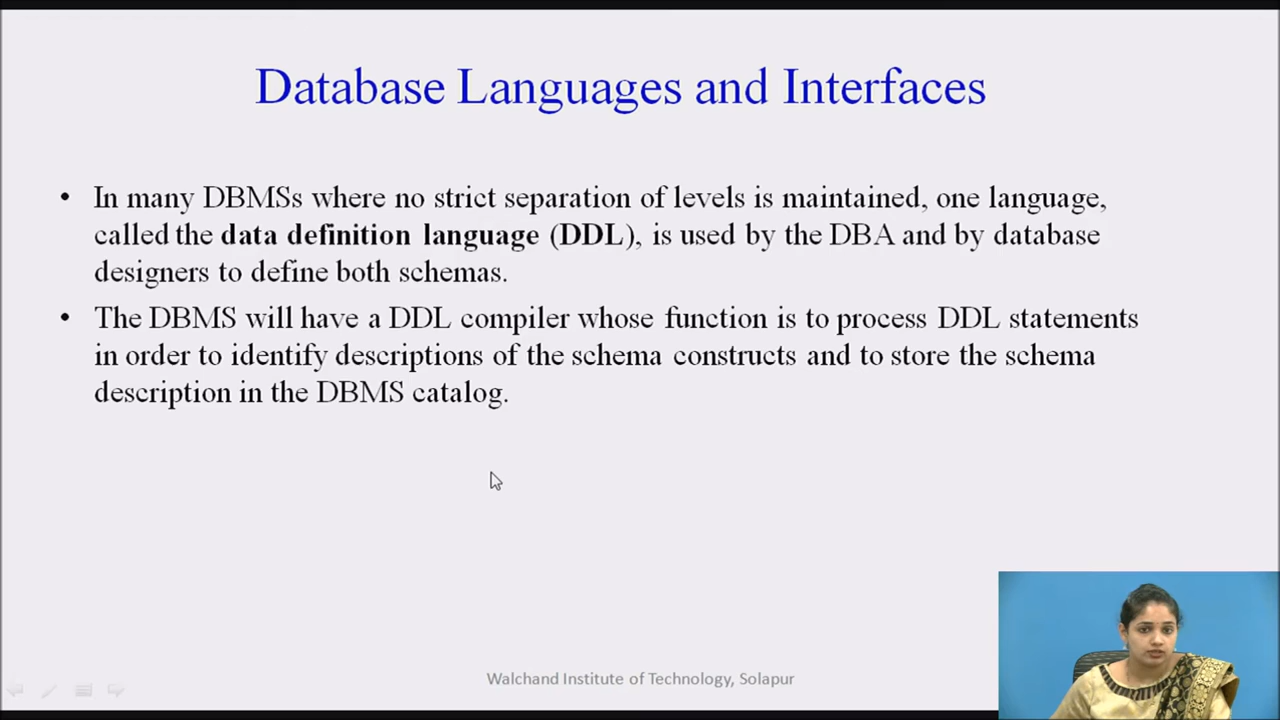 Database Languages and Interfaces
• In many DBMSs where no strict separation of levels is maintained, one language,
called the data definition language (DDL), is used by the DBA and by database
designers to define both schemas.
• The DBMS will have a DDL compiler whose function is to process DDL statements
in order to identify descriptions of the schema constructs and to store the schema
description in the DBMS catalog.
Walchand Institute of Technology, Solapur